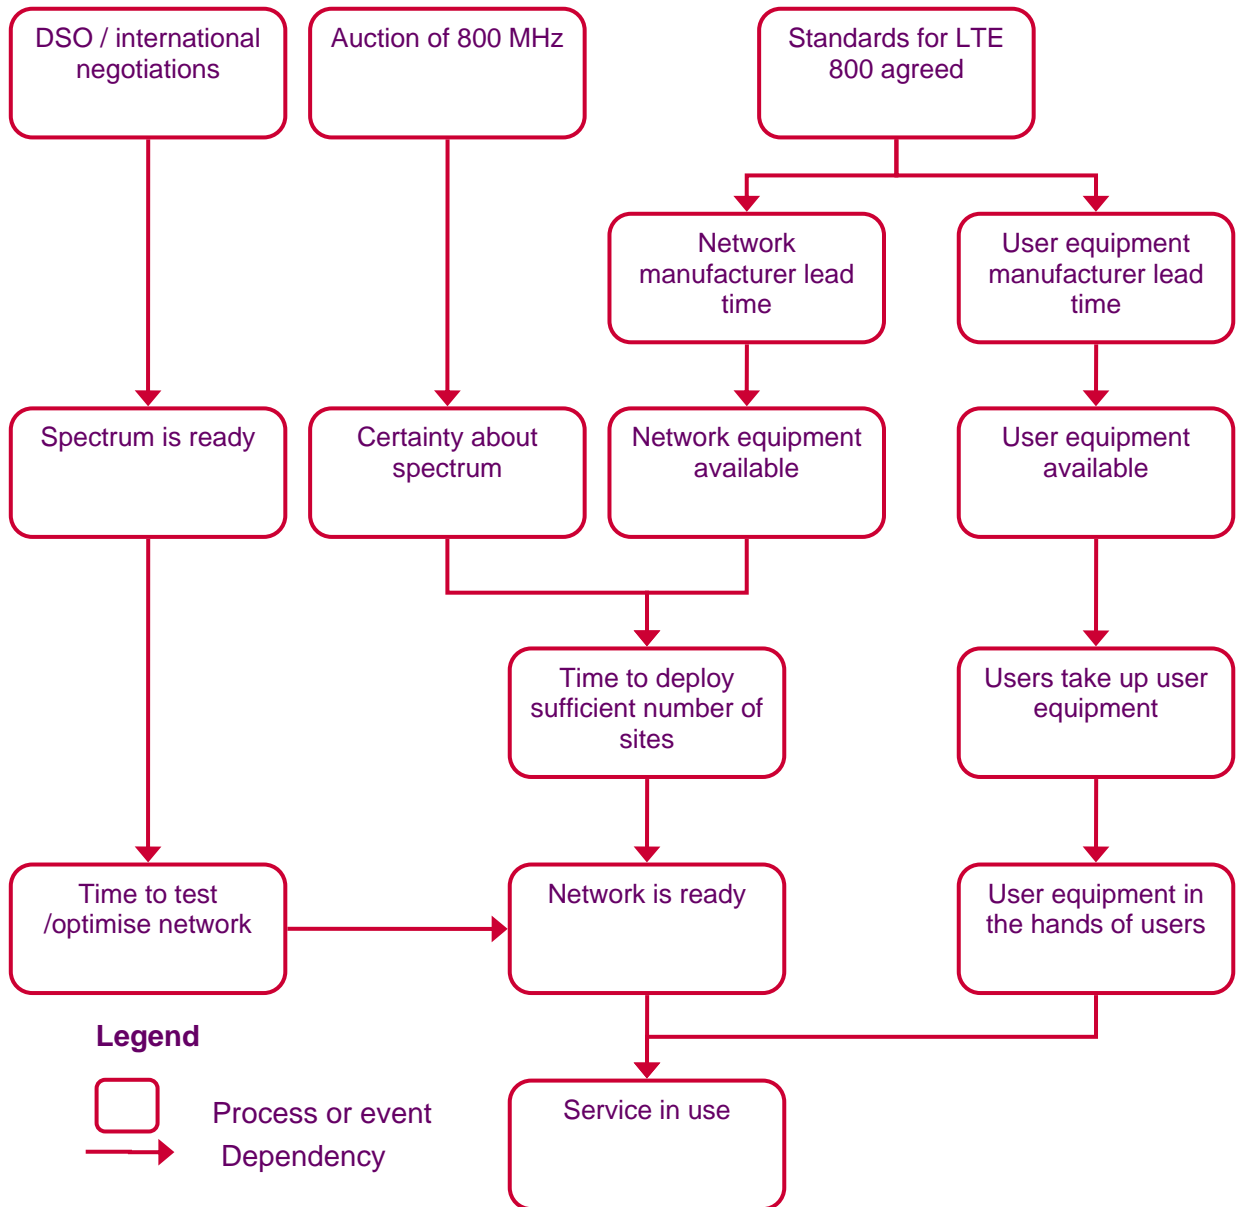 DSO / international
negotiations
Auction of 800 MHz
Standards for LTE
800 agreed
Network
manufacturer lead
time
User equipment
manufacturer lead
time
Spectrum is ready
Certainty about
spectrum
Network equipment
available
User equipment
available
Time to deploy
sufficient number of
sites
Users take up user
equipment
Time to test
/optimise network
Network is ready
User equipment in
the hands of users
Legend
Process or event
Dependency
Service in use